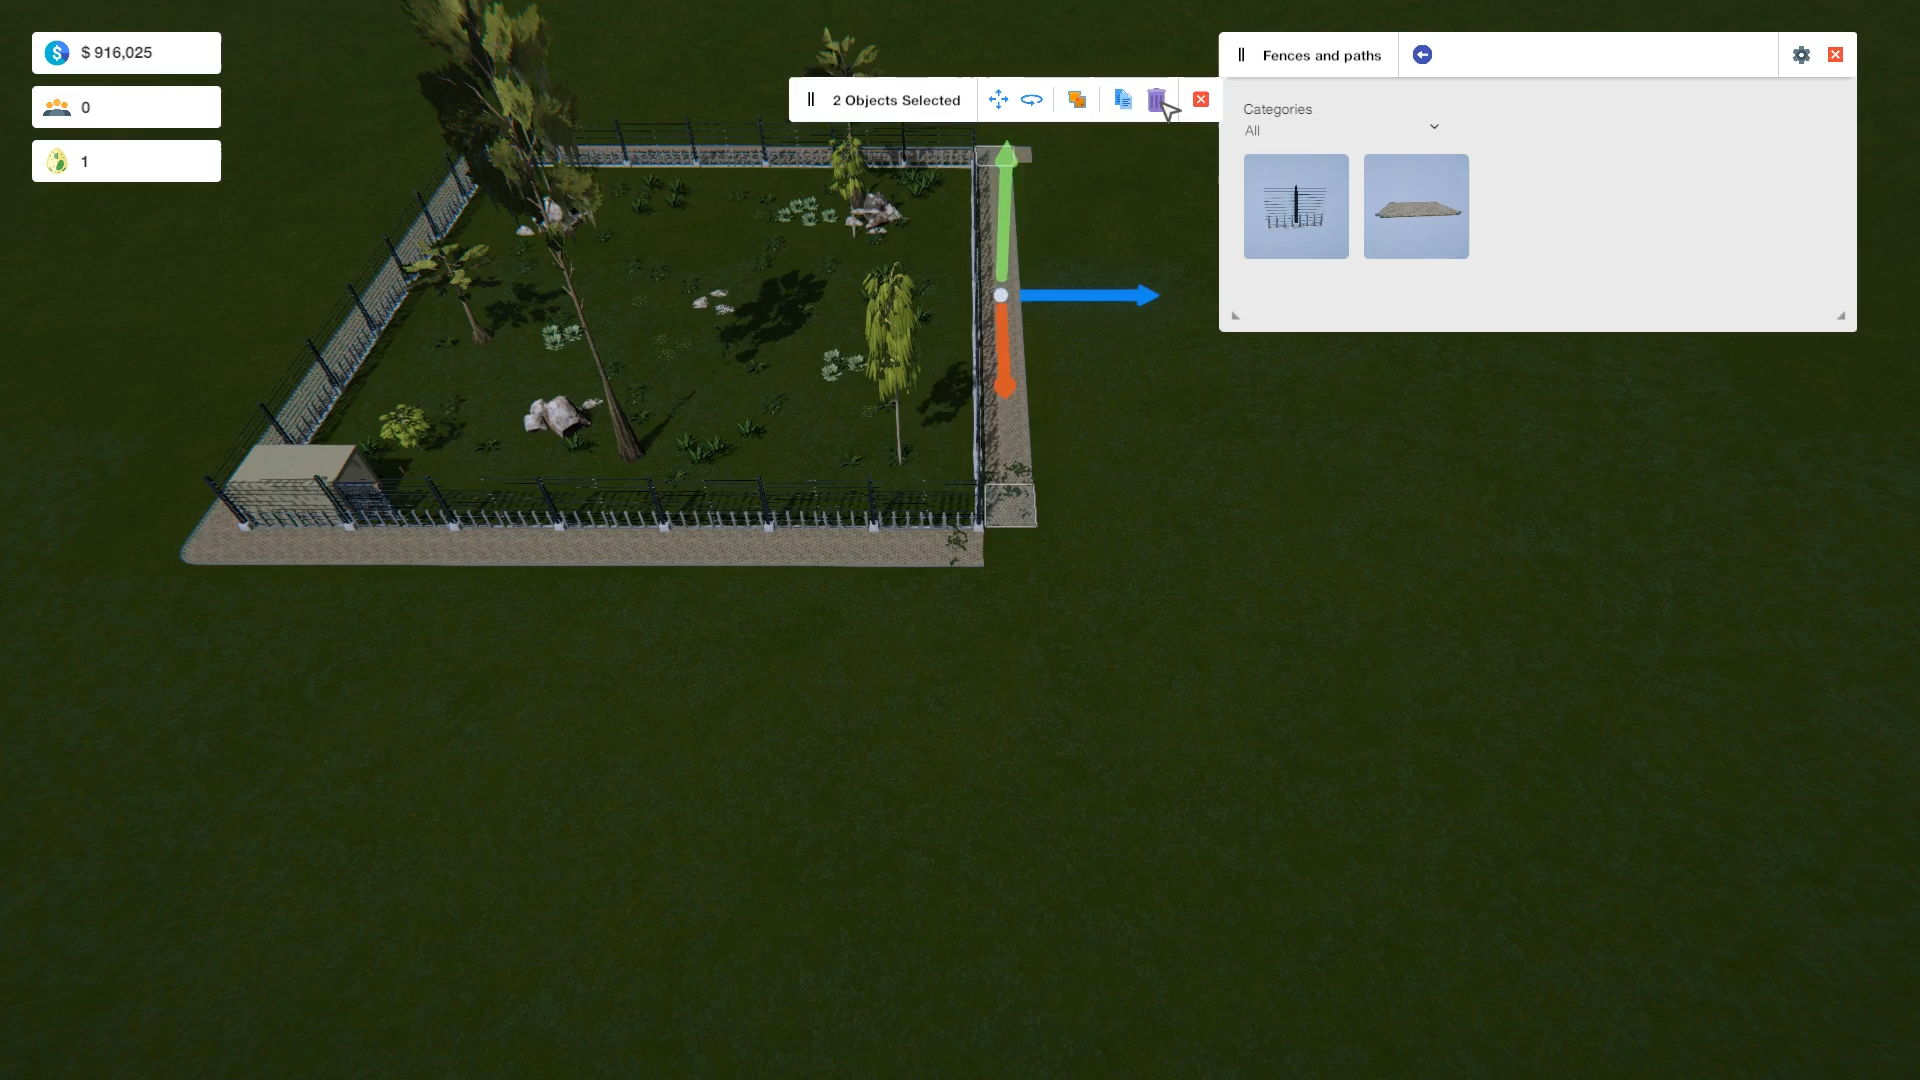 $ 916,025
0
1
2 Objects Selected
Fences and paths
Categories
All